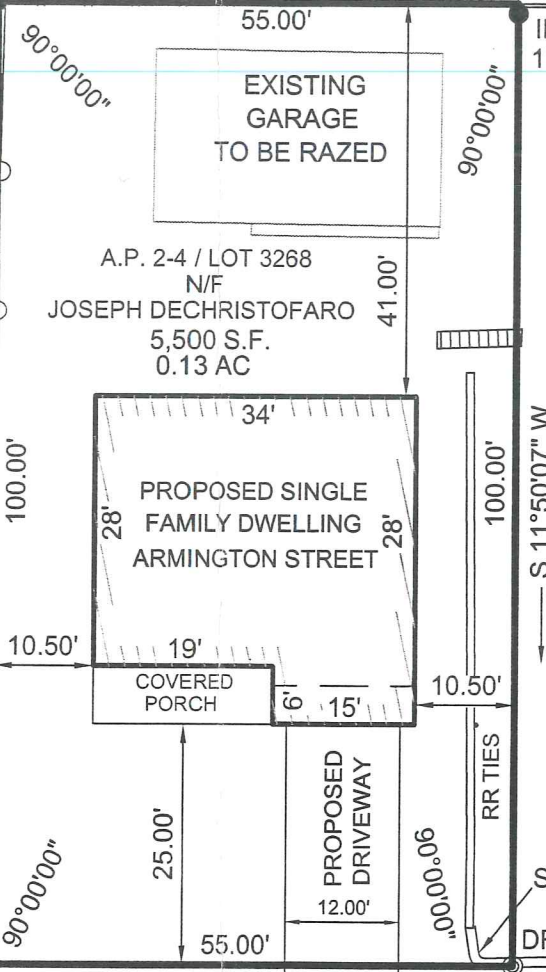 55.00'
90°00'00"
90°00'00"
EXISTING
GARAGE
TO BE RAZED
A.P. 2-4 / LOT 3268
N/F
JOSEPH DECHRISTOFARO
5,500 S.F.
0.13 AC
41.00'
34'
100.00'
28'
PROPOSED SINGLE
FAMILY DWELLING
ARMINGTON STREET
28'
100.00'
S 11°50'07" W
10.50'
19'
COVERED
PORCH
6'
15'
10.50'
25.00'
PROPOSED
DRIVEWAY
12.00'
RR TIES
90°00'00"
90°00'00"
55.00'